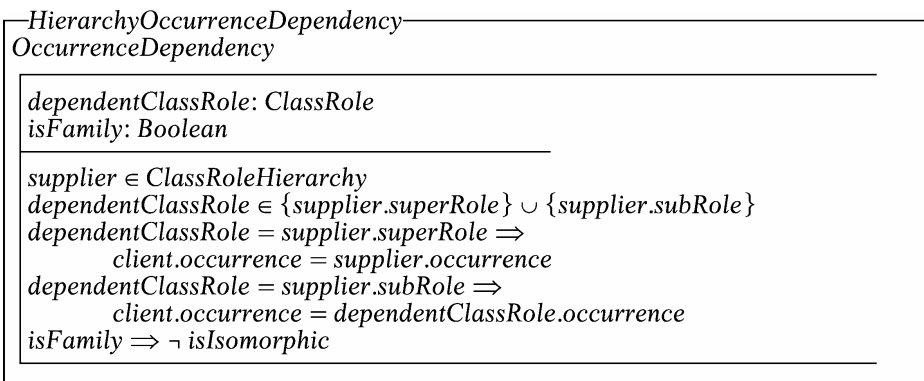 HierarchyOccurrenceDependency
OccurrenceDependency
dependentClassRole: ClassRole
isFamily: Boolean
supplier ∈ ClassRoleHierarchy
dependentClassRole ∈ {supplier.superRole} ∪ {supplier.subRole}
dependentClassRole = supplier.superRole ⟹
client.occurrence = supplier.occurrence
dependentClassRole = supplier.subRole ⟹
client.occurrence = dependentClassRole.occurrence
isFamily ⟹ ¬ isIsomorphic